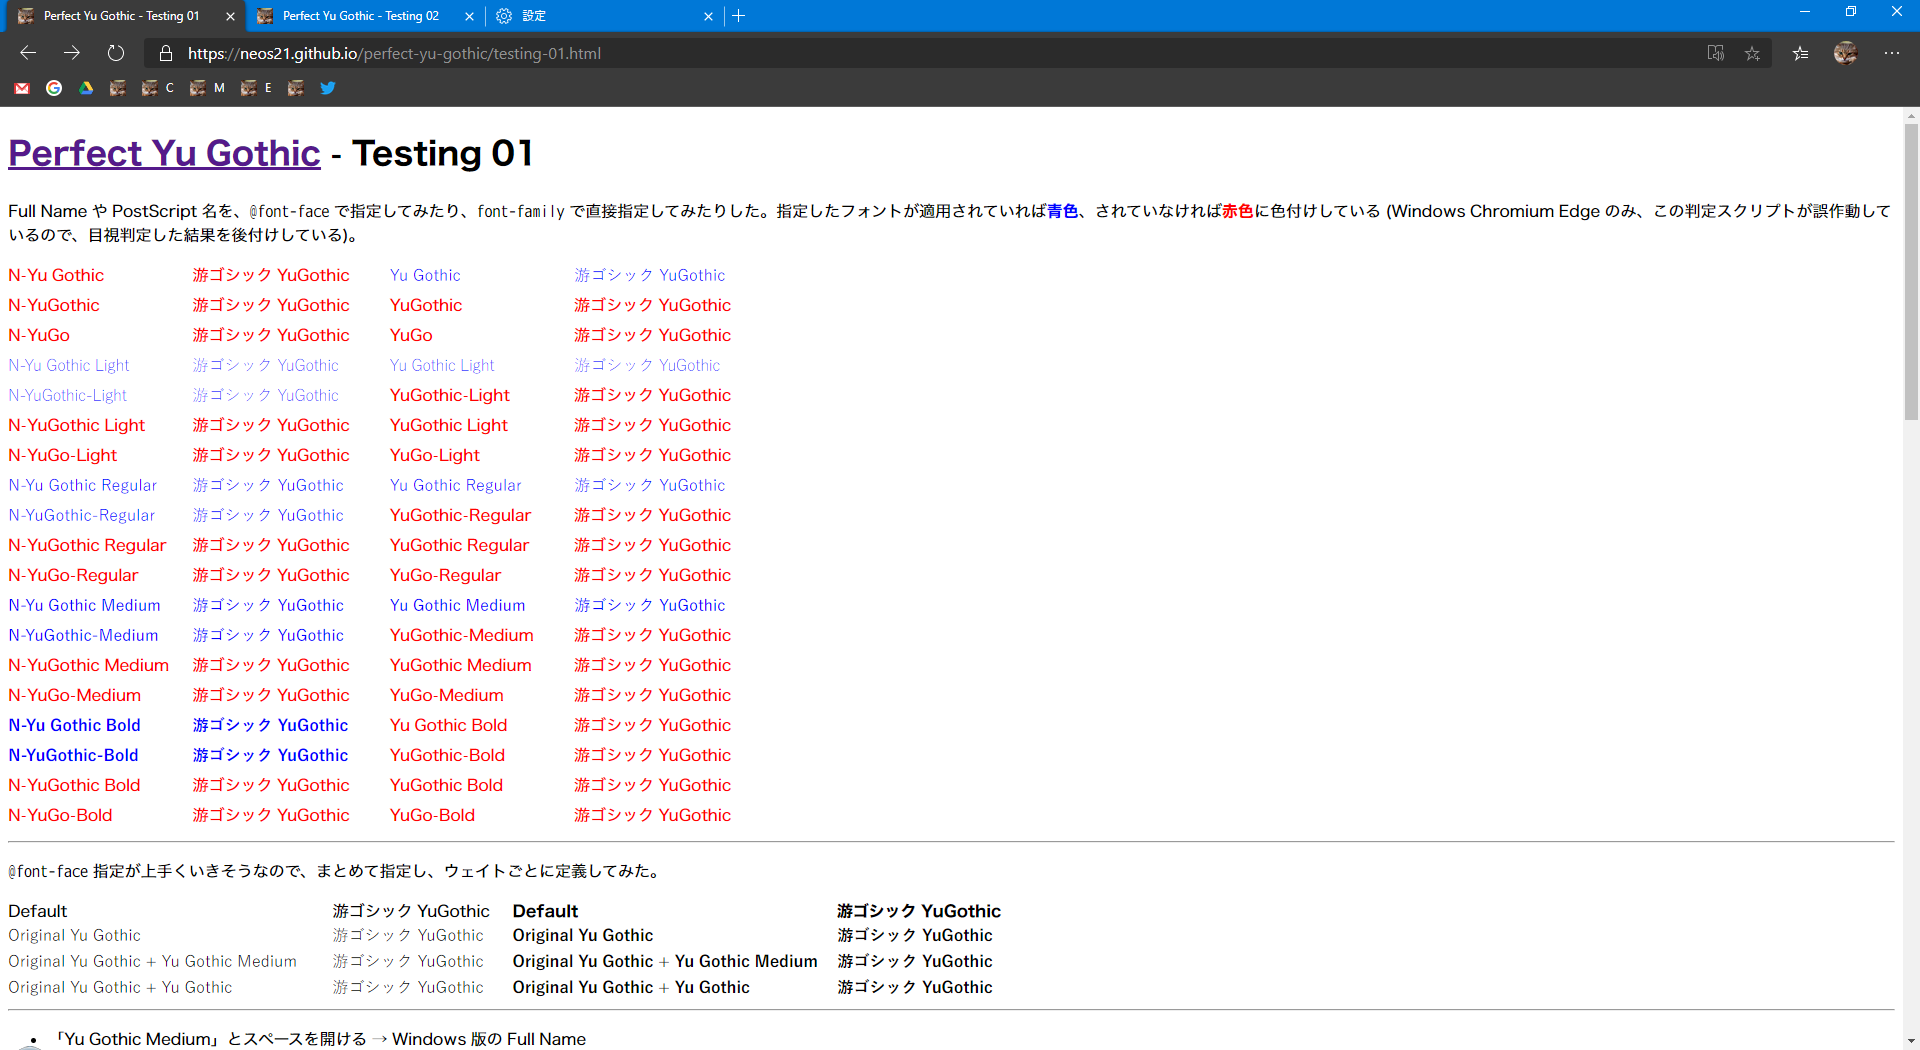 Perfect Yu Gothic - Testing 01
Perfect Yu Gothic - Testing 02
設定
https://neos21.github.io/perfect-yu-gothic/testing-01.html
C
M
E
Perfect Yu Gothic - Testing 01
Full Name や PostScript 名を、@font-face で指定してみたり、font-family で直接指定してみたりした。指定したフォントが適用されていれば青色、されていなければ赤色に色付けしている (Windows Chromium Edge のみ、この判定スクリプトが誤作動して
いるので、目視判定した結果を後付けしている)。
N-Yu Gothic 游ゴシック YuGothic Yu Gothic 游ゴシック YuGothic
N-YuGothic 游ゴシック YuGothic YuGothic 游ゴシック YuGothic
N-YuGo 游ゴシック YuGothic YuGo 游ゴシック YuGothic
N-Yu Gothic Light 游ゴシック YuGothic Yu Gothic Light 游ゴシック YuGothic
N-YuGothic-Light 游ゴシック YuGothic YuGothic-Light 游ゴシック YuGothic
N-YuGothic Light 游ゴシック YuGothic YuGothic Light 游ゴシック YuGothic
N-YuGo-Light 游ゴシック YuGothic YuGo-Light 游ゴシック YuGothic
N-Yu Gothic Regular 游ゴシック YuGothic Yu Gothic Regular 游ゴシック YuGothic
N-YuGothic-Regular 游ゴシック YuGothic YuGothic-Regular 游ゴシック YuGothic
N-YuGothic Regular 游ゴシック YuGothic YuGothic Regular 游ゴシック YuGothic
N-YuGo-Regular 游ゴシック YuGothic YuGo-Regular 游ゴシック YuGothic
N-Yu Gothic Medium 游ゴシック YuGothic Yu Gothic Medium 游ゴシック YuGothic
N-YuGothic-Medium 游ゴシック YuGothic YuGothic-Medium 游ゴシック YuGothic
N-YuGothic Medium 游ゴシック YuGothic YuGothic Medium 游ゴシック YuGothic
N-YuGo-Medium 游ゴシック YuGothic YuGo-Medium 游ゴシック YuGothic
N-Yu Gothic Bold 游ゴシック YuGothic Yu Gothic Bold 游ゴシック YuGothic
N-YuGothic-Bold 游ゴシック YuGothic YuGothic-Bold 游ゴシック YuGothic
N-YuGothic Bold 游ゴシック YuGothic YuGothic Bold 游ゴシック YuGothic
N-YuGo-Bold 游ゴシック YuGothic YuGo-Bold 游ゴシック YuGothic
@font-face 指定が上手くいきそうなので、まとめて指定し、ウェイトごとに定義してみた。
Default 游ゴシック YuGothic Default 游ゴシック YuGothic
Original Yu Gothic 游ゴシック YuGothic Original Yu Gothic 游ゴシック YuGothic
Original Yu Gothic + Yu Gothic Medium 游ゴシック YuGothic Original Yu Gothic + Yu Gothic Medium 游ゴシック YuGothic
Original Yu Gothic + Yu Gothic 游ゴシック YuGothic Original Yu Gothic + Yu Gothic 游ゴシック YuGothic
• 「Yu Gothic Medium」とスペースを開ける → Windows 版の Full Name